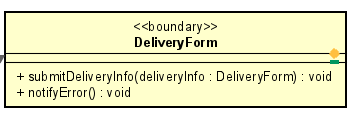 <<boundary>>
DeliveryForm
+ submitDeliveryInfo(deliveryInfo : DeliveryForm) : void
+ notifyError() : void